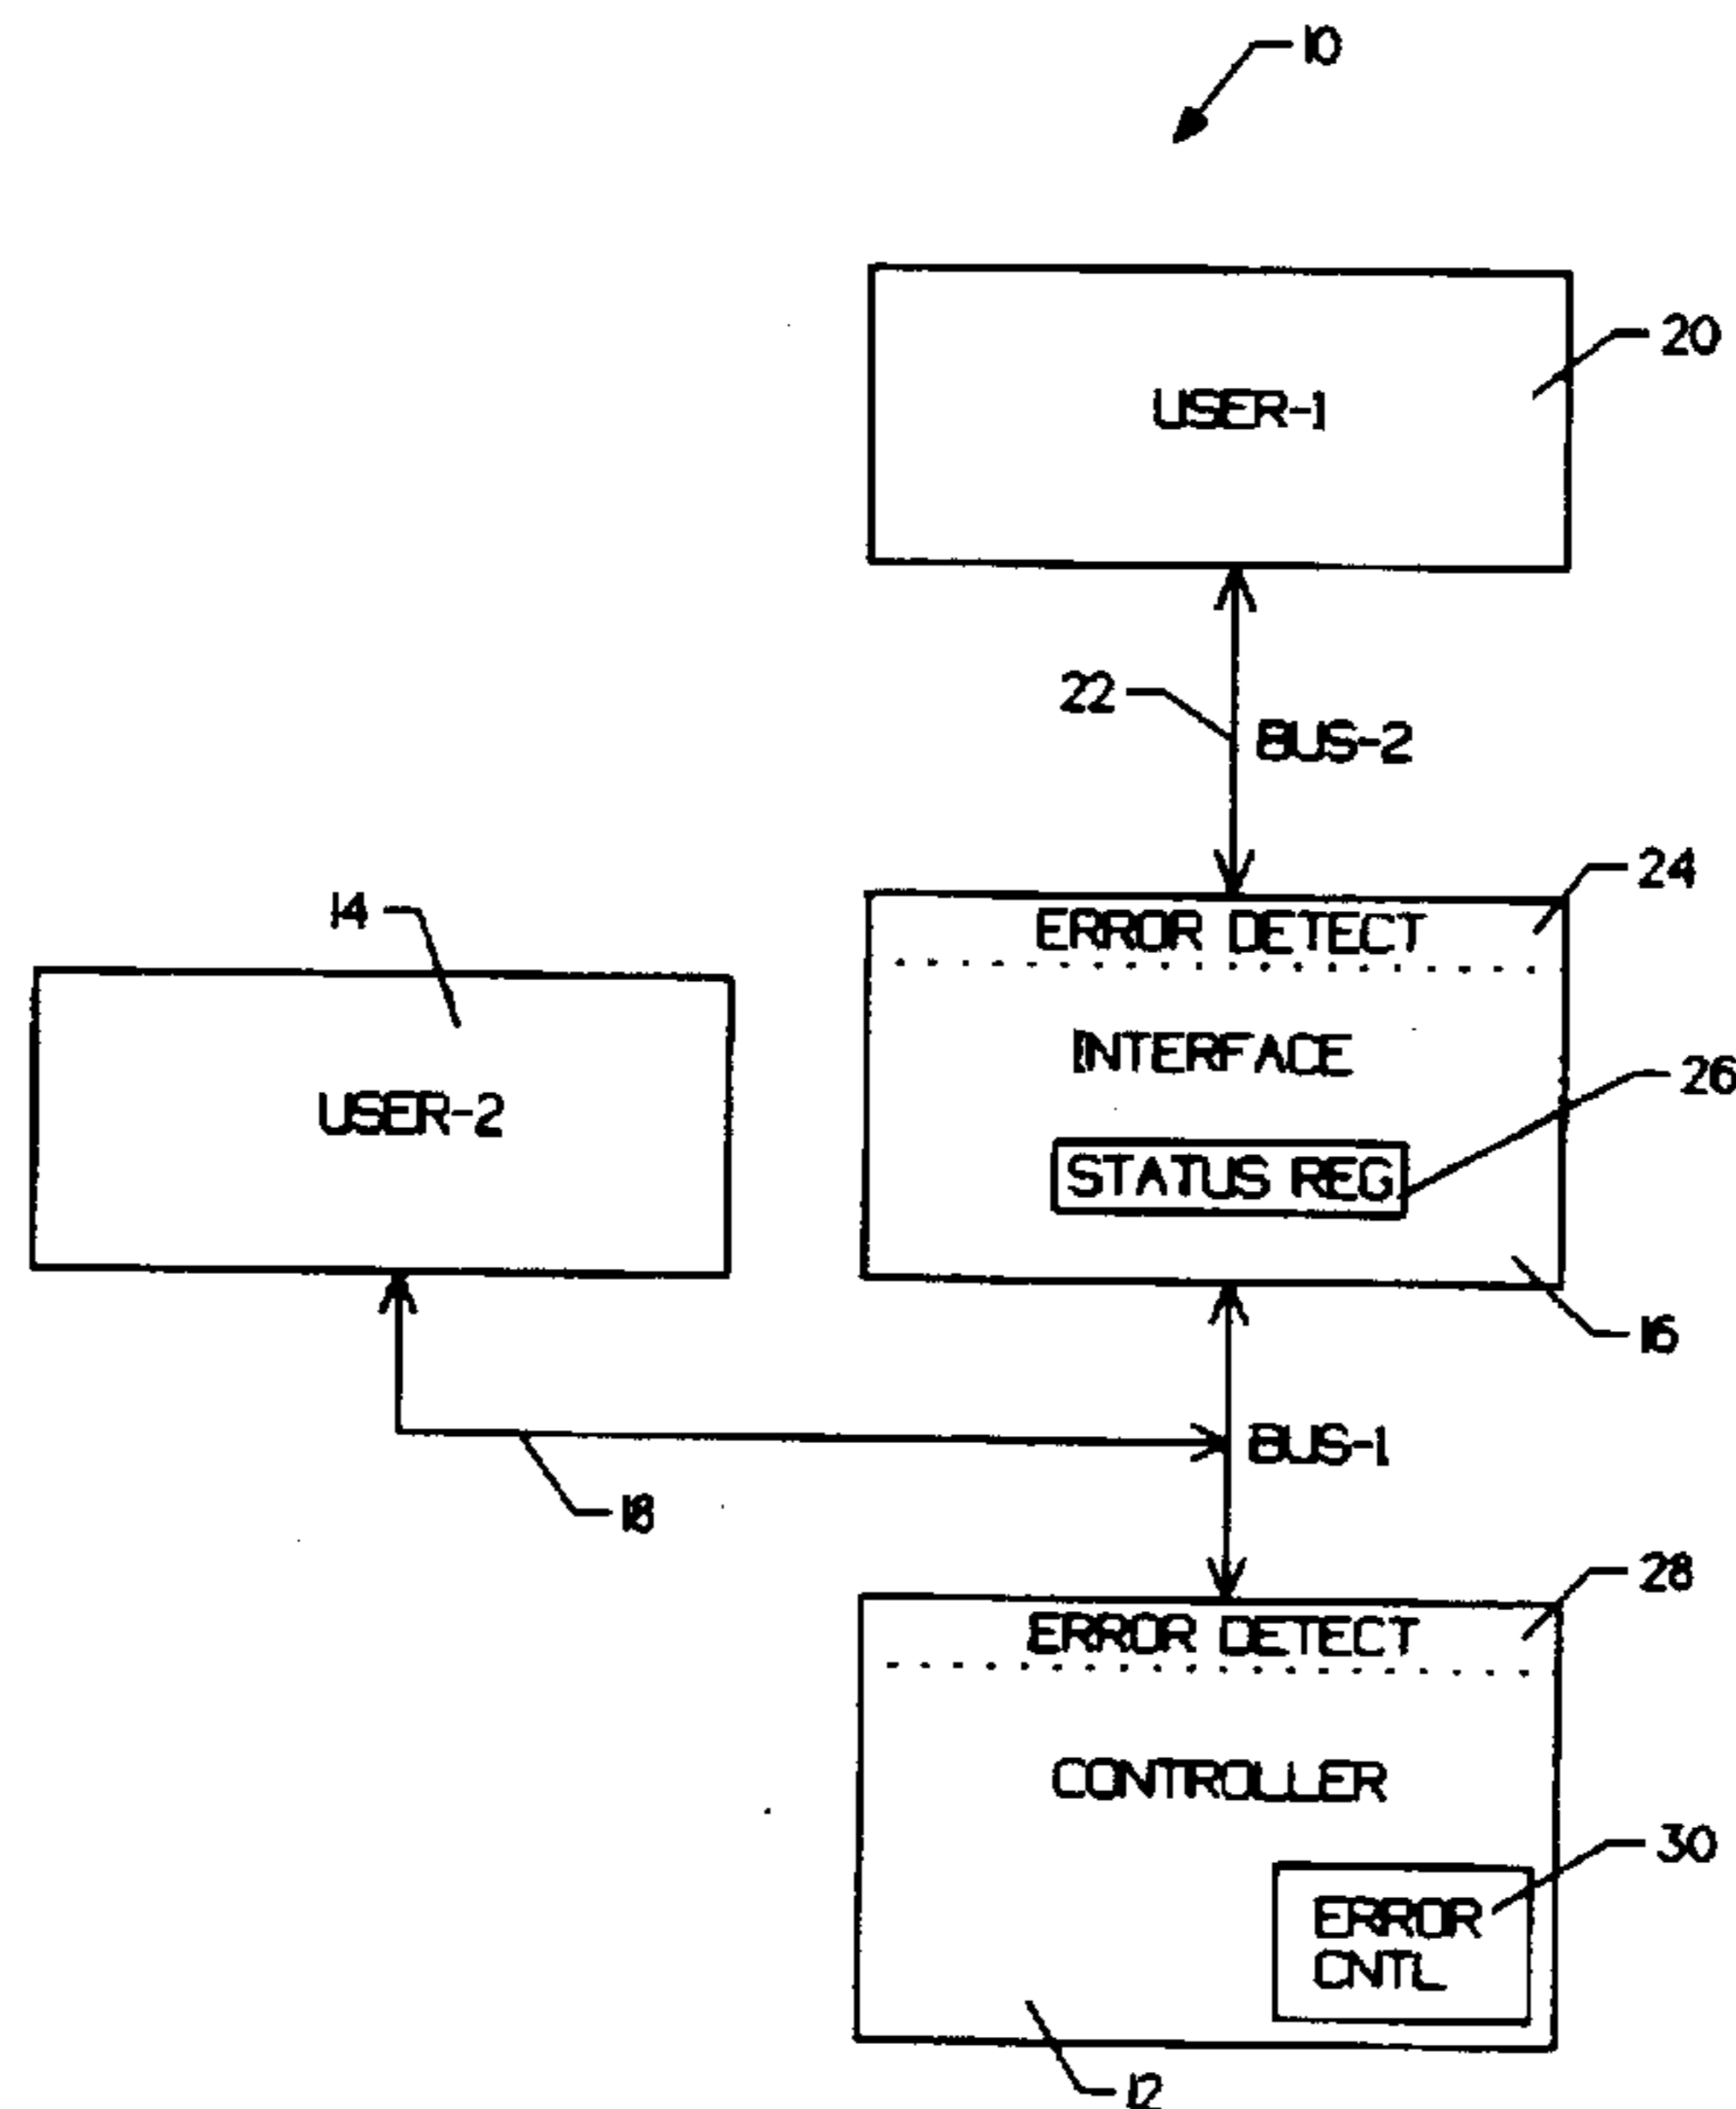 10
20
USER-1
22
BUS-2
24
14
ERROR DETECT
INTERFACE
26
USER-2
STATUS REG
16
BUS-1
18
28
ERROR DETECT
CONTROLLER
30
ERROR
CNTL
12